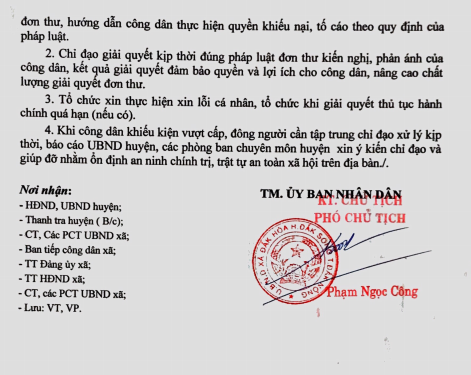 đơn thư, hướng dẫn công dân thực hiện quyền khiếu nại, tố cáo theo quy định của
pháp luật.
2. Chỉ đạo giải quyết kịp thời đúng pháp luật đơn thư kiến nghị, phản ánh của
công dân, kết quả giải quyết đảm bảo quyền và lợi ích cho công dân, nâng cao chất
lượng giải quyết đơn thư.
3. Tổ chức xin thực hiện xin lỗi cá nhân, tổ chức khi giải quyết thủ tục hành
chính quá hạn (nếu có).
4. Khi công dân khiếu kiện vượt cấp, đông người cần tập trung chỉ đạo xử lý kịp
thời, báo cáo UBND huyện, các phòng ban chuyên môn huyện xin ý kiến chỉ đạo và
giúp đỡ nhằm ổn định an ninh chính trị, trật tự an toàn xã hội trên địa bàn./.
Nơi nhận:
- HĐND, UBND huyện;
- Thanh tra huyện ( B/c);
- CT, Các PCT UBND xã;
- Ban tiếp công dân xã;
- TT Đảng ủy xã;
- TT HĐND xã;
- CT, các PCT UBND xã;
- Lưu: VT, VP.
TM. ỦY BAN NHÂN DÂN
KT. CHỦ TỊCH
PHÓ CHỦ TỊCH
U.B.N.D XÃ ĐẮK HÒA H. ĐẮK SONG T. ĐẮK NÔNG
Phạm Ngọc Công